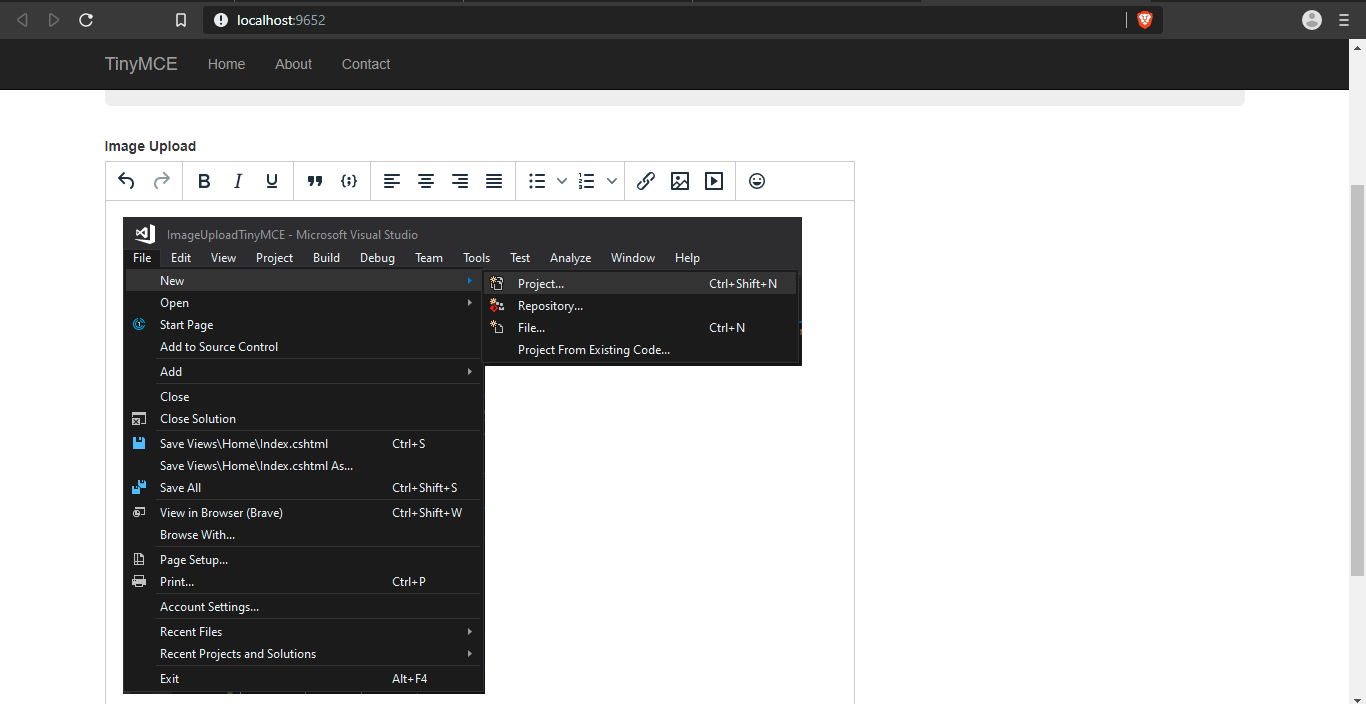 localhost:9652
TinyMCE Home About Contact
Image Upload
ImageUploadTinyMCE - Microsoft Visual Studio
File Edit View Project Build Debug Team Tools Test Analyze Window Help
New
Project... Ctrl+Shift+N
Open
Repository...
Start Page
File... Ctrl+N
Add to Source Control
Project From Existing Code...
Add
Close
Close Solution
Save Views\Home\Index.cshtml Ctrl+S
Save Views\Home\Index.cshtml As...
Save All Ctrl+Shift+S
View in Browser (Brave) Ctrl+Shift+W
Browse With...
Page Setup...
Print... Ctrl+P
Account Settings...
Recent Files
Recent Projects and Solutions
Exit Alt+F4